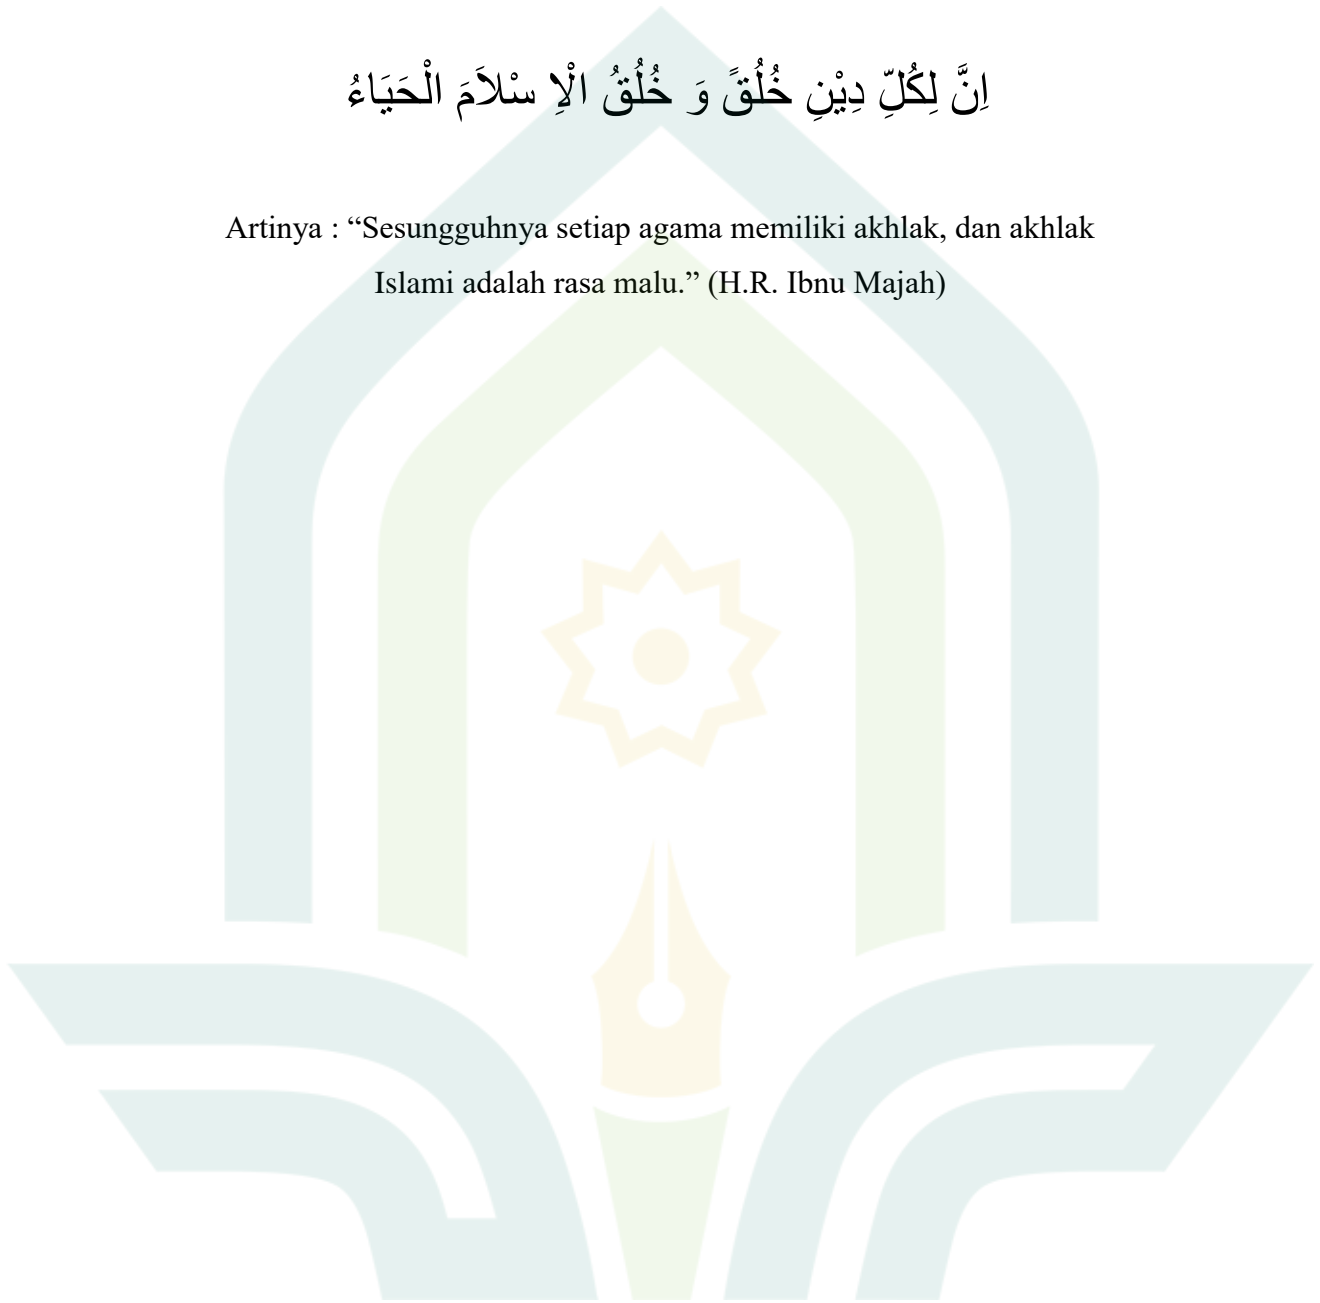 اِنَّ لِكُلِّ دِيْنِ خُلُقً وَ خُلُقُ الْاِ سْلاَمَ الْحَيَاءُ
Artinya : “Sesungguhnya setiap agama memiliki akhlak, dan akhlak
Islami adalah rasa malu.” (H.R. Ibnu Majah)